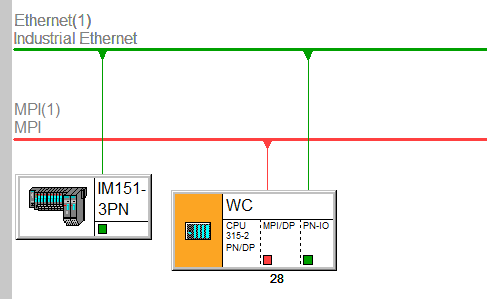 Ethernet(1)
Industrial Ethernet
MPI(1)
MPI
IM151-
3PN
WC
CPU
315-2
PN/DP
MPI/DP
PN-IO
28